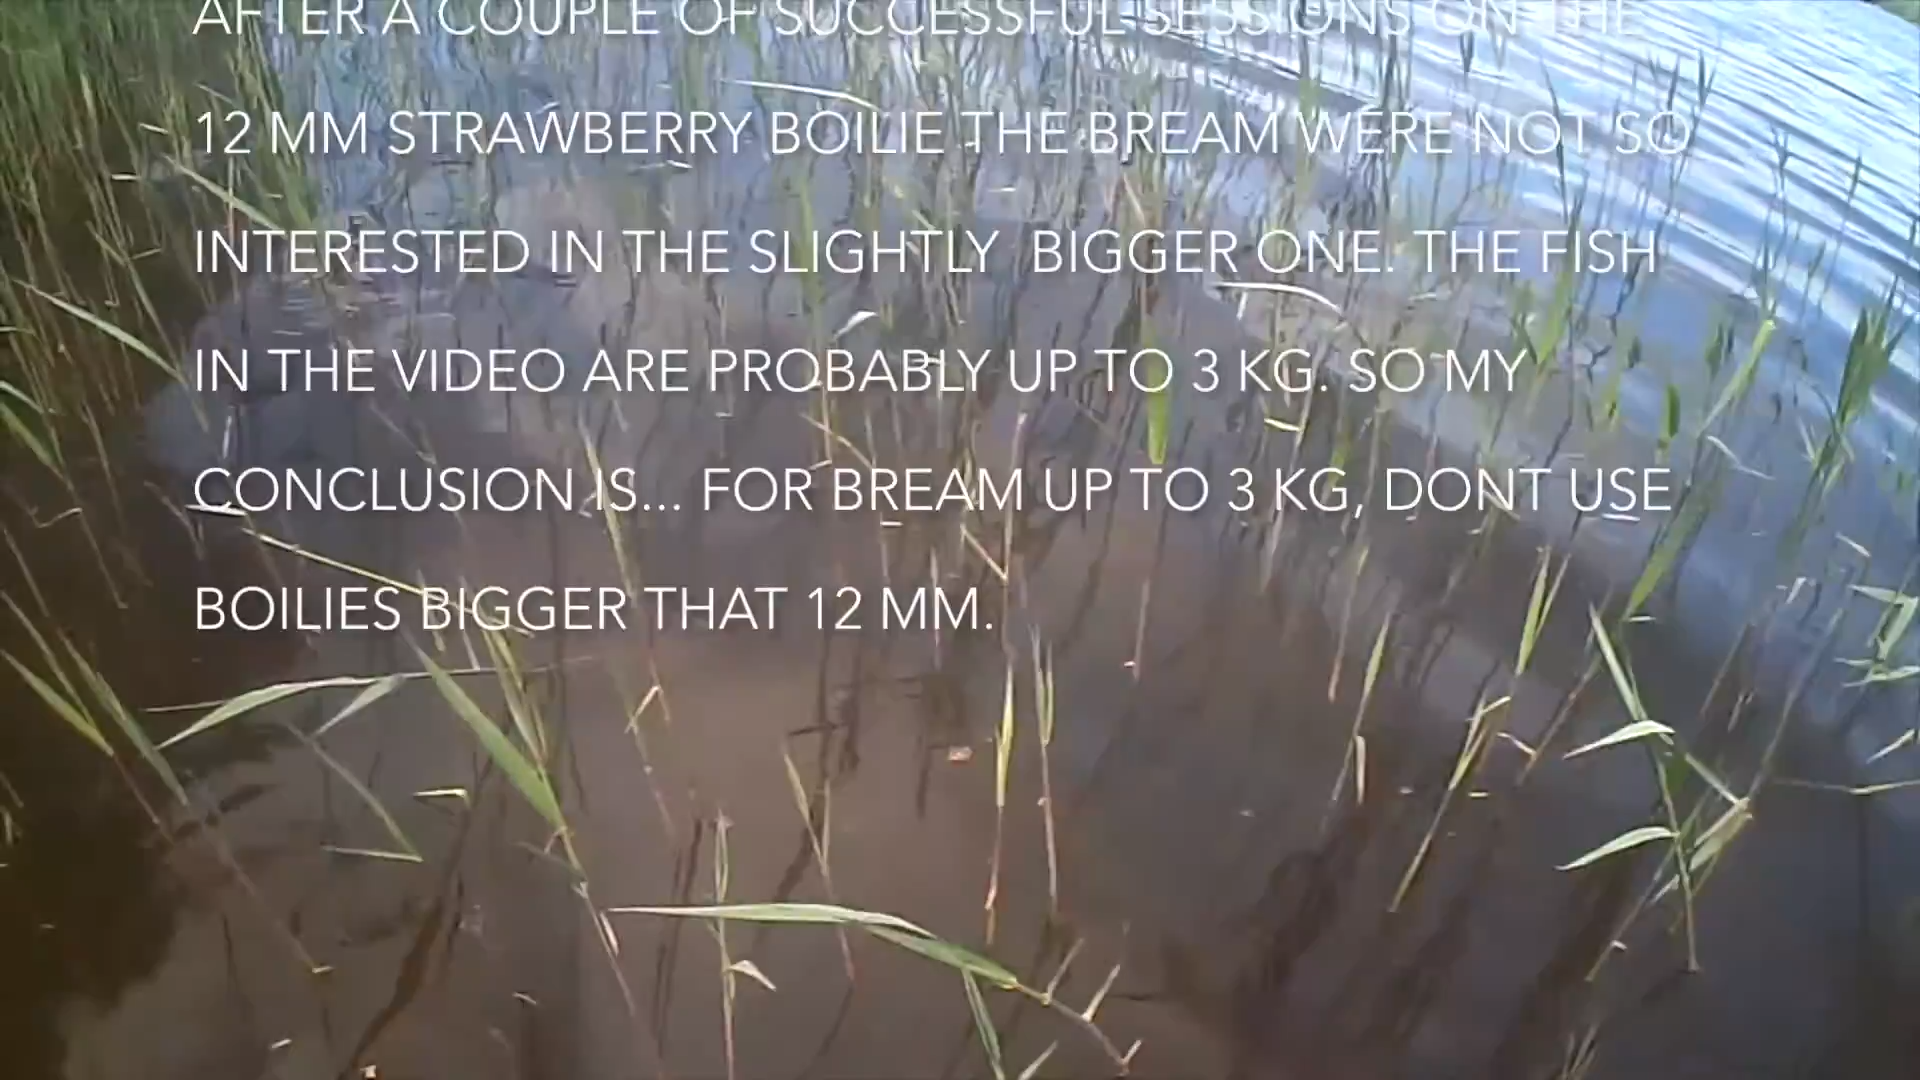 AFTER A COUPLE OF SUCCESSFUL SESSIONS ON THE
12 MM STRAWBERRY BOILIE THE BREAM WERE NOT SO
INTERESTED IN THE SLIGHTLY  BIGGER ONE. THE FISH
IN THE VIDEO ARE PROBABLY UP TO 3 KG. SO MY
CONCLUSION IS... FOR BREAM UP TO 3 KG, DONT USE
BOILIES BIGGER THAT 12 MM.